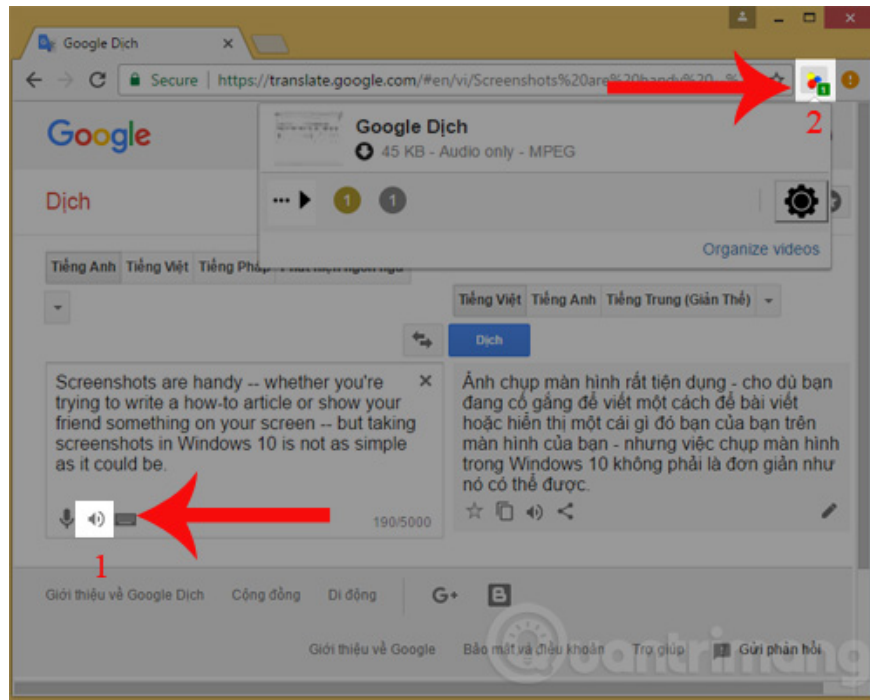 Google Dịch
Secure | https://translate.google.com/#en/vi/Screenshots%20are%20handy%20
1
2
Google
Google Dịch
45 KB - Audio only - MPEG
Dịch
1 1
Organize videos
Tiếng Anh Tiếng Việt Tiếng Pháp Phát hiện ngôn ngữ
Tiếng Việt Tiếng Anh Tiếng Trung (Giản Thể)
Dịch
Screenshots are handy -- whether you're
trying to write a how-to article or show your
friend something on your screen -- but taking
screenshots in Windows 10 is not as simple
as it could be.
190/5000
Ảnh chụp màn hình rất tiện dụng - cho dù bạn
đang cố gắng để viết một cách để bài viết
hoặc hiển thị một cái gì đó bạn của bạn trên
màn hình của bạn - nhưng việc chụp màn hình
trong Windows 10 không phải là đơn giản như
nó có thể được.
1
Giới thiệu về Google Dịch Cộng đồng Di động G+
Giới thiệu về Google Bảo mật và điều khoản Trợ giúp Gửi phản hồi
Quantrimang